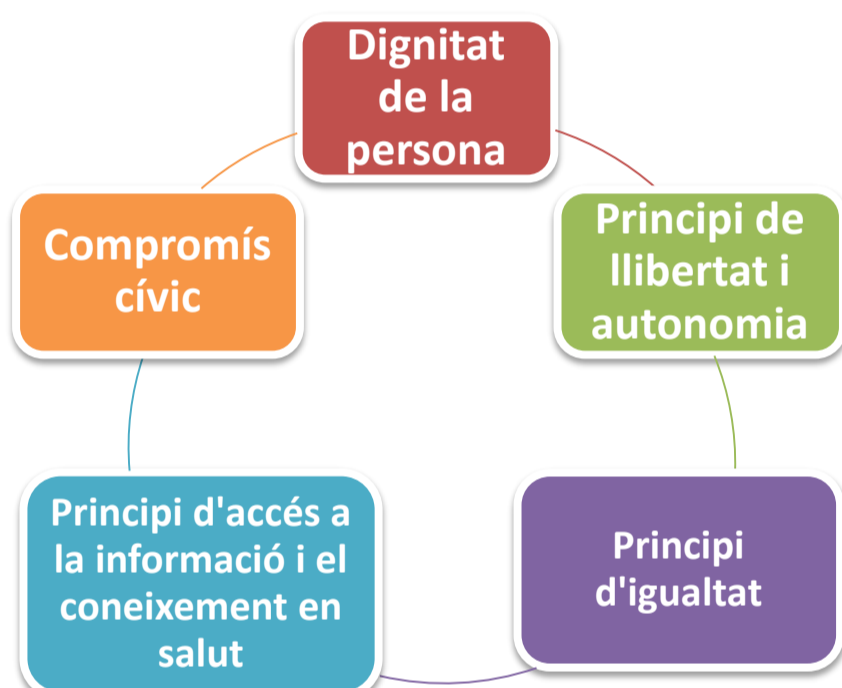 Dignitat
de la
persona
Principi de
llibertat i
autonomia
Principi
d'igualtat
Principi d'accés a
la informació i el
coneixement en
salut
Compromís
cívic